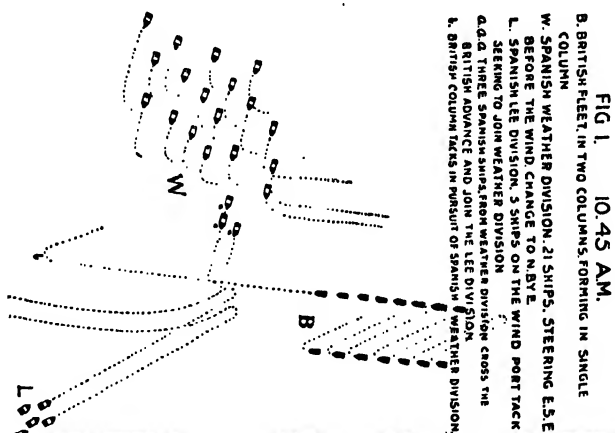 FIG 1. 10.45 A.M.
B. BRITISH FLEET, IN TWO COLUMNS, FORMING IN SINGLE
COLUMN
W. SPANISH WEATHER DIVISION, 21 SHIPS, STEERING E.S.E.
BEFORE THE WIND, CHANGE TO N.BY E.
L. SPANISH LEE DIVISION, 5 SHIPS ON THE WIND PORT TACK
SEEKING TO JOIN WEATHER DIVISION
a.a.a THREE SPANISH SHIPS, FROM WEATHER DIVISION CROSS THE
BRITISH ADVANCE AND JOIN THE LEE DIVISION
b. BRITISH COLUMN TACKS IN PURSUIT OF SPANISH WEATHER DIVISION.
W
B
L